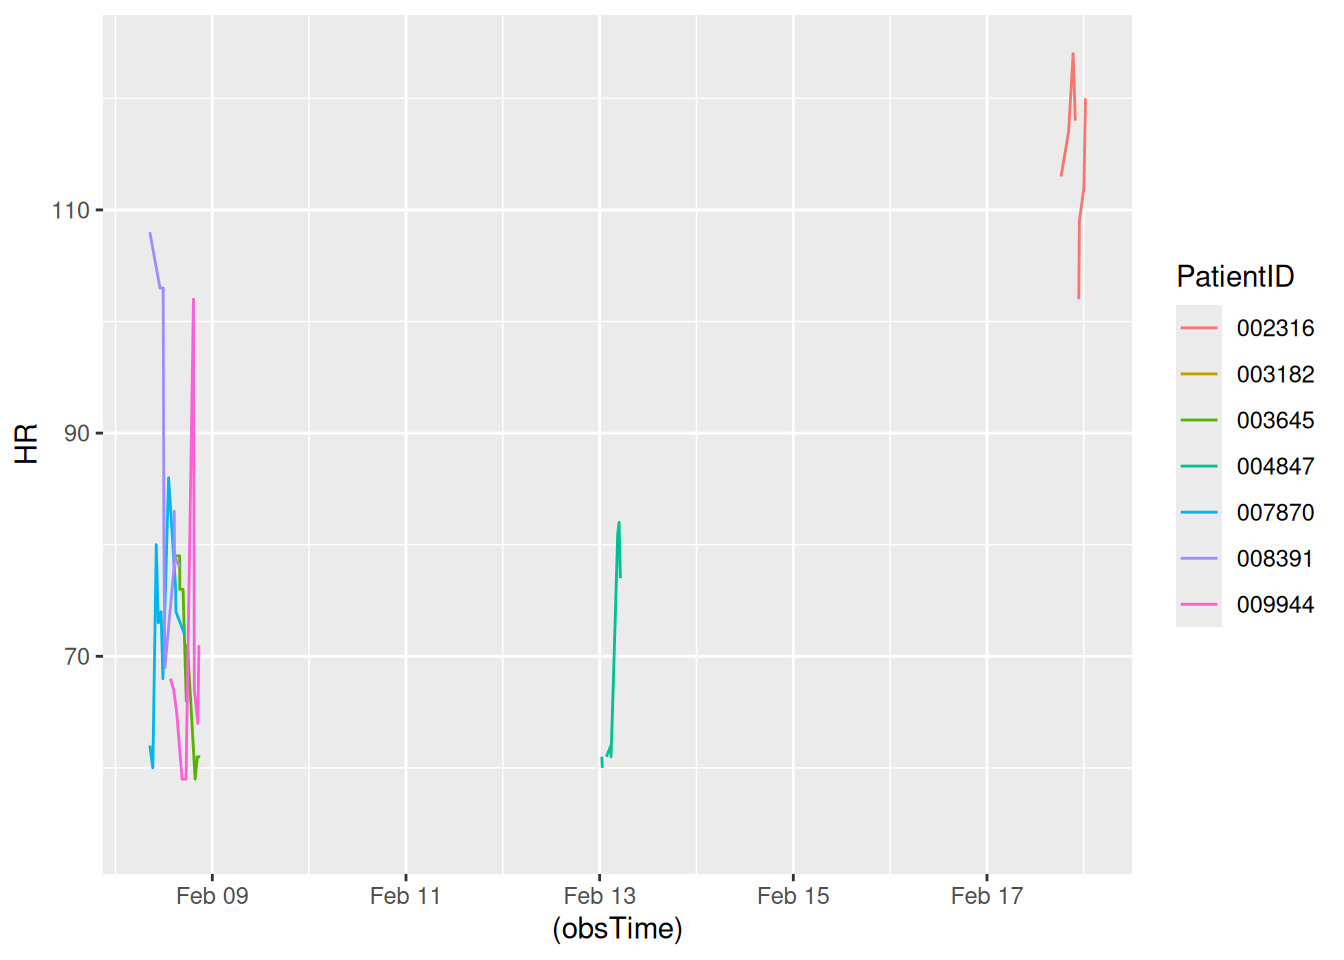 110
90
70
HR
Feb 09
Feb 11
Feb 13
Feb 15
Feb 17
(obsTime)
PatientID
002316
003182
003645
004847
007870
008391
009944